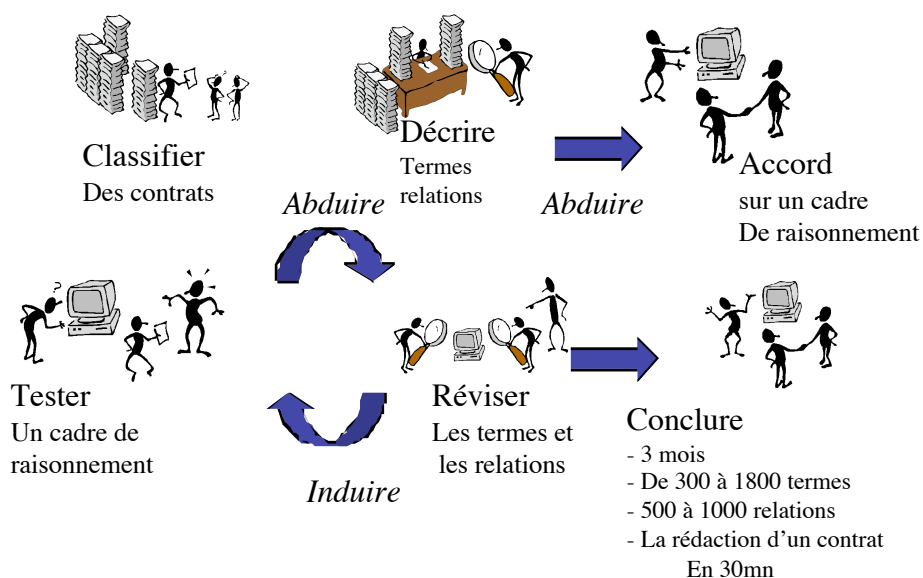 Classifier
Des contrats
Décrire
Termes
relations
Accord
sur un cadre
De raisonnement
Abduire
Abduire
?
Tester
Un cadre de
raisonnement
Réviser
Les termes et
les relations
Induire
Conclure
- 3 mois
- De 300 à 1800 termes
- 500 à 1000 relations
- La rédaction d’un contrat
En 30mn